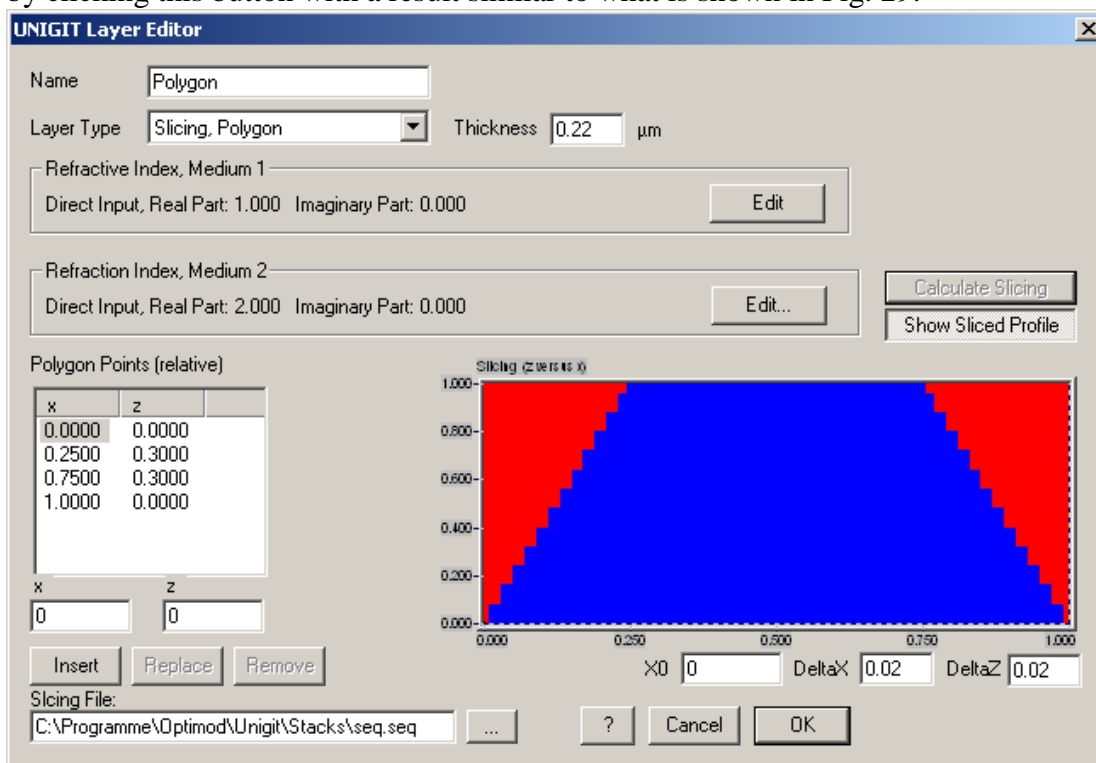 by clicking this button with a result similar to what is shown in Fig. 29.
UNIGIT Layer Editor
Name Polygon
Layer Type Slicing, Polygon Thickness 0.22 µm
Refractive Index, Medium 1
Direct Input, Real Part: 1.000 Imaginary Part: 0.000 Edit
Refraction Index, Medium 2
Direct Input, Real Part: 2.000 Imaginary Part: 0.000 Edit...
Calculate Slicing
Show Sliced Profile
Polygon Points (relative)
x z
0.0000 0.0000
0.2500 0.3000
0.7500 0.3000
1.0000 0.0000
x z
0 0
Insert Replace Remove
Slicing (z versus x)
1.000
0.800
0.600
0.400
0.200
0.000
0.000 0.250 0.500 0.750 1.000
X0 0 DeltaX 0.02 DeltaZ 0.02
Slcing File:
C:\Programme\Optimod\Unigit\Stacks\seq.seq ... ? Cancel OK